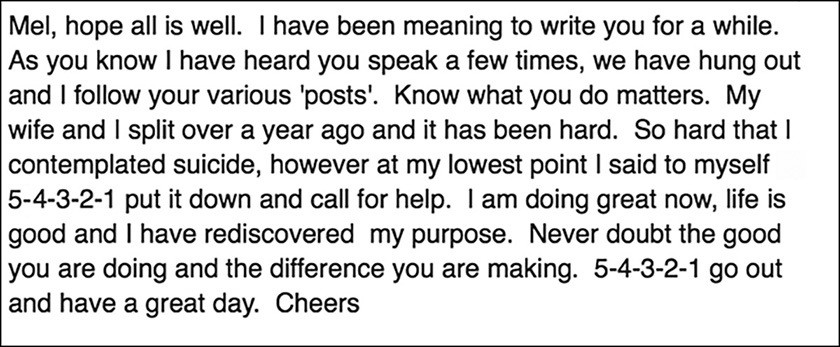 Mel, hope all is well.  I have been meaning to write you for a while.
As you know I have heard you speak a few times, we have hung out
and I follow your various 'posts'.  Know what you do matters.  My
wife and I split over a year ago and it has been hard.  So hard that I
contemplated suicide, however at my lowest point I said to myself
5-4-3-2-1 put it down and call for help.  I am doing great now, life is
good and I have rediscovered  my purpose.  Never doubt the good
you are doing and the difference you are making.  5-4-3-2-1 go out
and have a great day.  Cheers